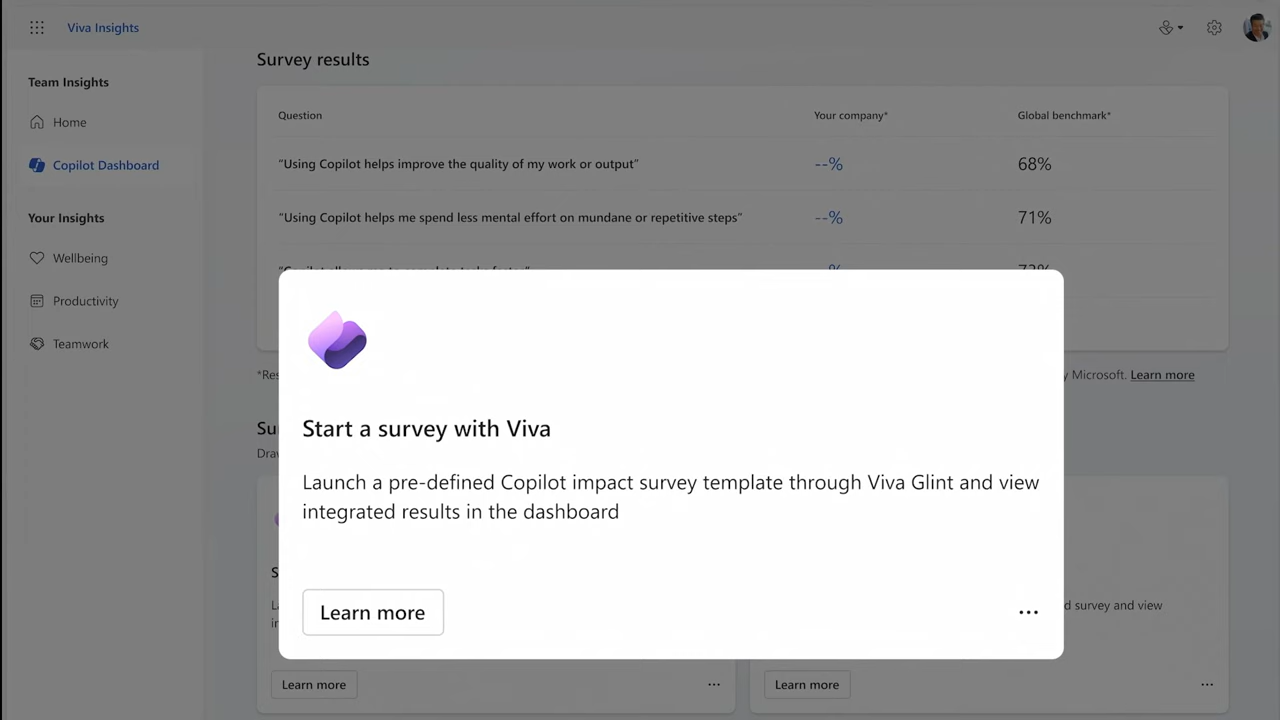 Viva Insights
Team Insights
Home
Copilot Dashboard
Your Insights
Wellbeing
Productivity
Teamwork
Survey results
Question Your company* Global benchmark*
"Using Copilot helps improve the quality of my work or output" --% 68%
"Using Copilot helps me spend less mental effort on mundane or repetitive steps" --% 71%
Microsoft. Learn more
Start a survey with Viva
Launch a pre-defined Copilot impact survey template through Viva Glint and view
integrated results in the dashboard
Learn more
d survey and view
Learn more
Learn more